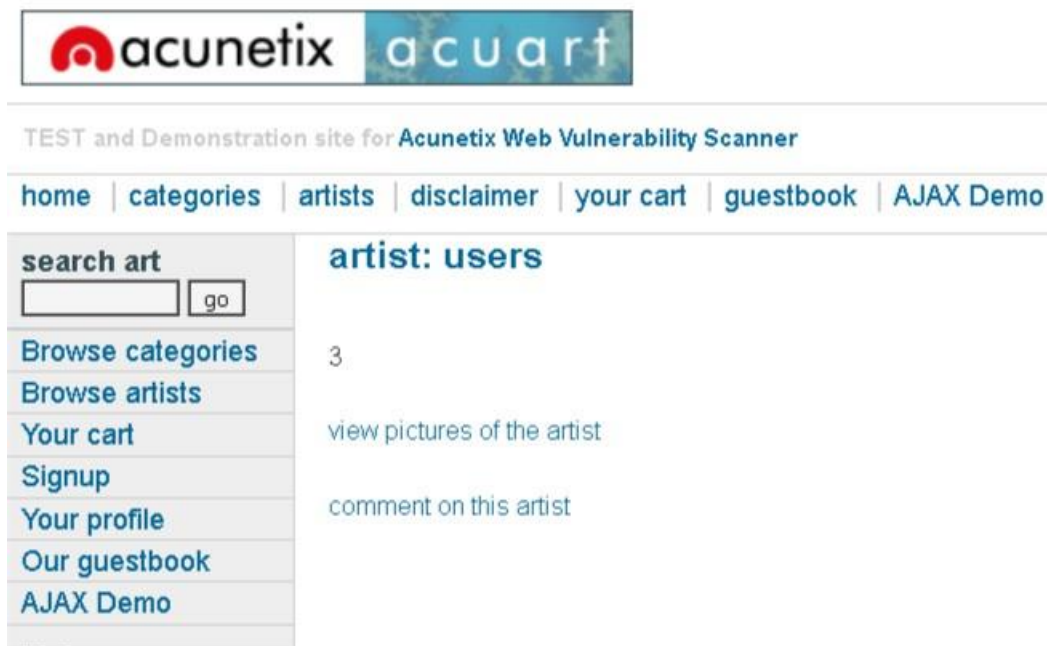 acunetix acuart
TEST and Demonstration site for Acunetix Web Vulnerability Scanner
home | categories | artists | disclaimer | your cart | guestbook | AJAX Demo
search art
go
Browse categories
Browse artists
Your cart
Signup
Your profile
Our guestbook
AJAX Demo
artist: users
3
view pictures of the artist
comment on this artist